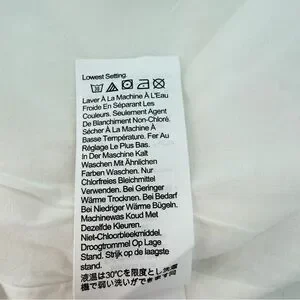 Lowest Setting
Laver À La Machine À L'Eau
Froide En Séparant Les
Couleurs. Seulement Agent
De Blanchiment Non-Chloré.
Sécher À La Machine À
Basse Température. Fer Au
Réglage Le Plus Bas.
In Der Maschine Kalt
Waschen Mit Ähnlichen
Farben Waschen. Nur
Chlorfreies Bleichmittel
Verwenden. Bei Geringer
Wärme Trocknen. Bei Bedarf
Bei Niedriger Wärme Bügeln.
Machinewas Koud Met
Dezelfde Kleuren.
Niet-Chloorbleekmiddel.
Droogtrommel Op Lage
Stand. Strijk op de laagste
stand.
液温は30℃を限度とし洗濯
機で弱い洗いができます